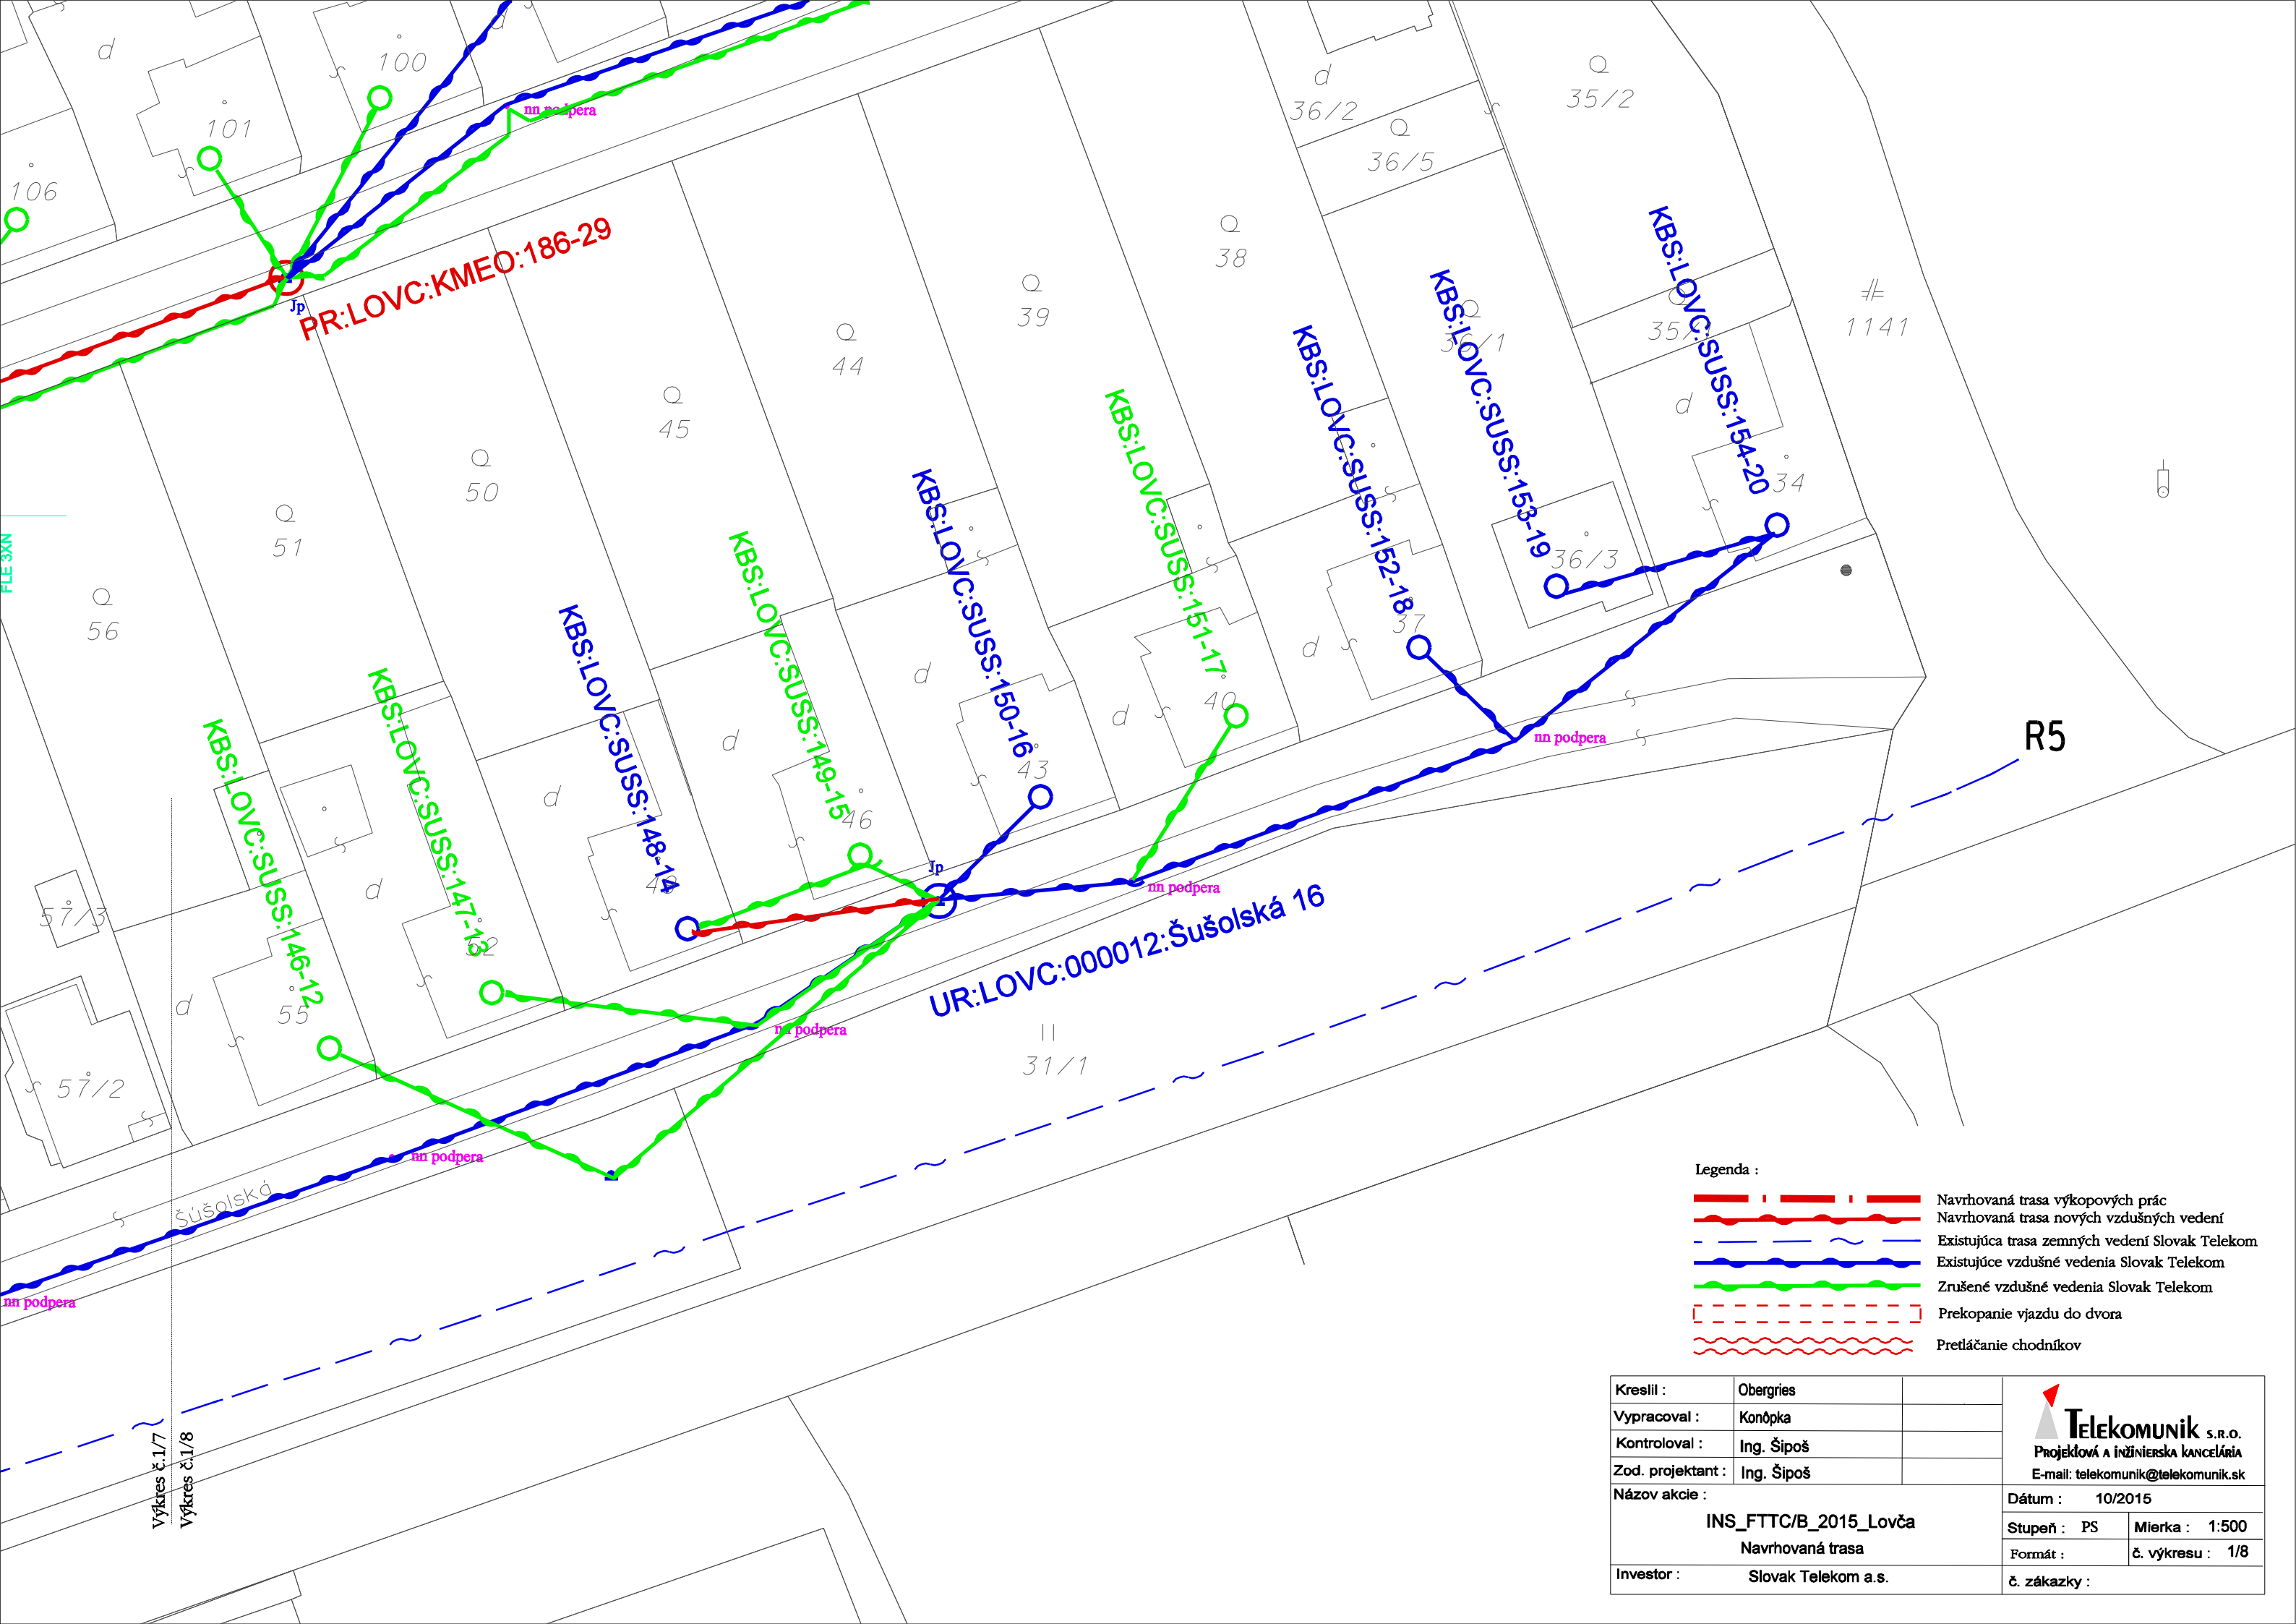 d
100
d
101
106
nn podpera
Jp
PR:LOVC:KMEO:186-29
d
36/2
36/5
35/2
38
39
44
45
50
51
56
36/1
1141
d
34
36/3
37
FLE 3XN
KBS:LOVC:SUSS:154-20
KBS:LOVC:SUSS:153-19
KBS:LOVC:SUSS:152-18
KBS:LOVC:SUSS:151-17
KBS:LOVC:SUSS:150-16
KBS:LOVC:SUSS:149-15
KBS:LOVC:SUSS:148-14
KBS:LOVC:SUSS:147-13
KBS:LOVC:SUSS:146-12
d
40
d
d
43
d
46
d
d
55
d
57/3
57/2
nn podpera
R5
Jp
nn podpera
UR:LOVC:000012:Šušolská 16
nn podpera
31/1
nn podpera
Šúšolská
nn podpera
Výkres č.1/7
Výkres č.1/8
Legenda :
Navrhovaná trasa výkopových prác
Navrhovaná trasa nových vzdušných vedení
Existujúca trasa zemných vedení Slovak Telekom
Existujúce vzdušné vedenia Slovak Telekom
Zrušené vzdušné vedenia Slovak Telekom
Prekopanie vjazdu do dvora
Pretláčanie chodníkov
Kreslil : Obergries
Vypracoval : Konôpka
Kontroloval : Ing. Šipoš
Zod. projektant : Ing. Šipoš
Názov akcie :
INS_FTTC/B_2015_Lovča
Navrhovaná trasa
Investor : Slovak Telekom a.s.
Telekomunik s.r.o.
Projektová a inžinierska kancelária
E-mail: telekomunik@telekomunik.sk
Dátum : 10/2015
Stupeň : PS Mierka : 1:500
Formát : č. výkresu : 1/8
č. zákazky :